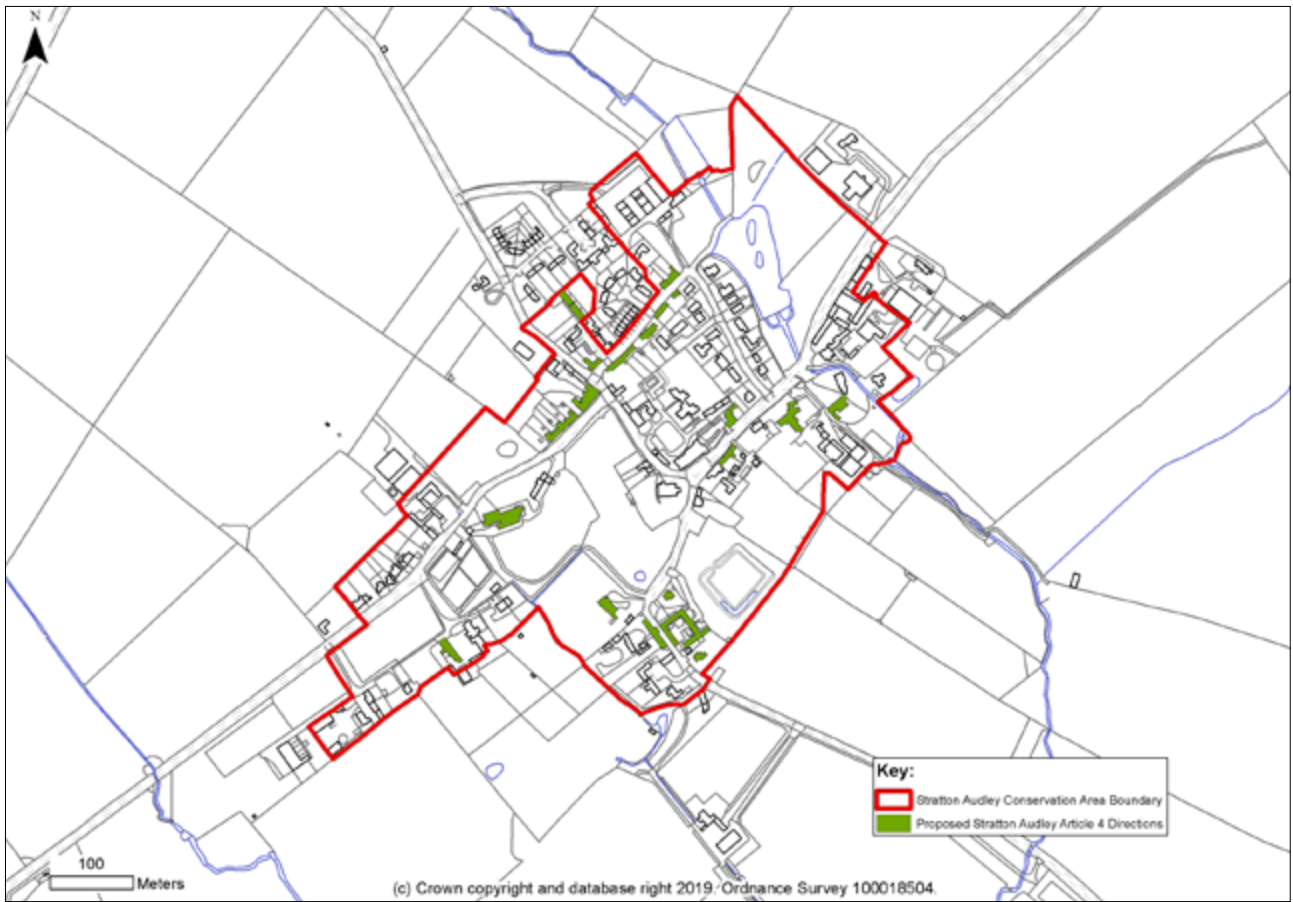 N
Key:
Stratton Audley Conservation Area Boundary
Proposed Stratton Audley Article 4 Directions
100
Meters
(c) Crown copyright and database right 2019. Ordnance Survey 100018504.